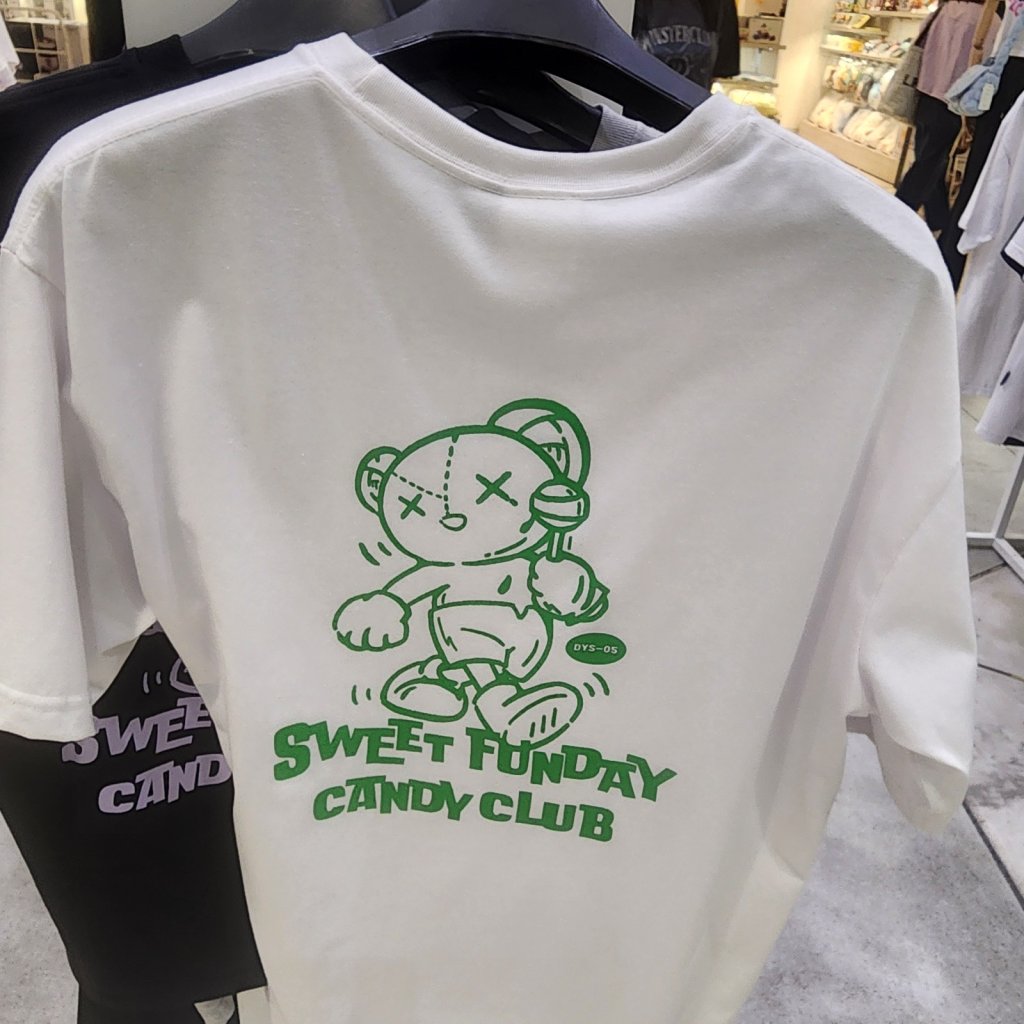 DYS-05
SWEET FUNDAY
CANDY CLUB
SWEE
CAND